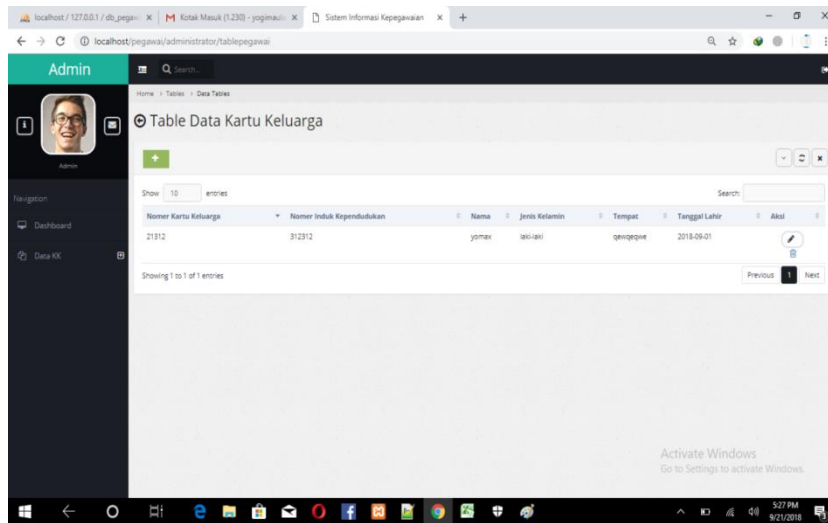 localhost / 127.0.0.1 / db_pegaw
Kotak Masuk (1.230) - yogimaula
Sistem Informasi Kepegawaian
localhost/pegawai/administrator/tablepegawai
Admin
Search...
Home > Tables > Data Tables
Table Data Kartu Keluarga
Admin
Navigation
Dashboard
Data KK
Show 10 entries
Search:
Nomer Kartu Keluarga Nomer Induk Kependudukan Nama Jenis Kelamin Tempat Tanggal Lahir Aksi
21312 312312 yomax laki-laki qewqeqwe 2018-09-01
Showing 1 to 1 of 1 entries
Previous 1 Next
Activate Windows
Go to Settings to activate Windows.
5:27 PM
9/21/2018